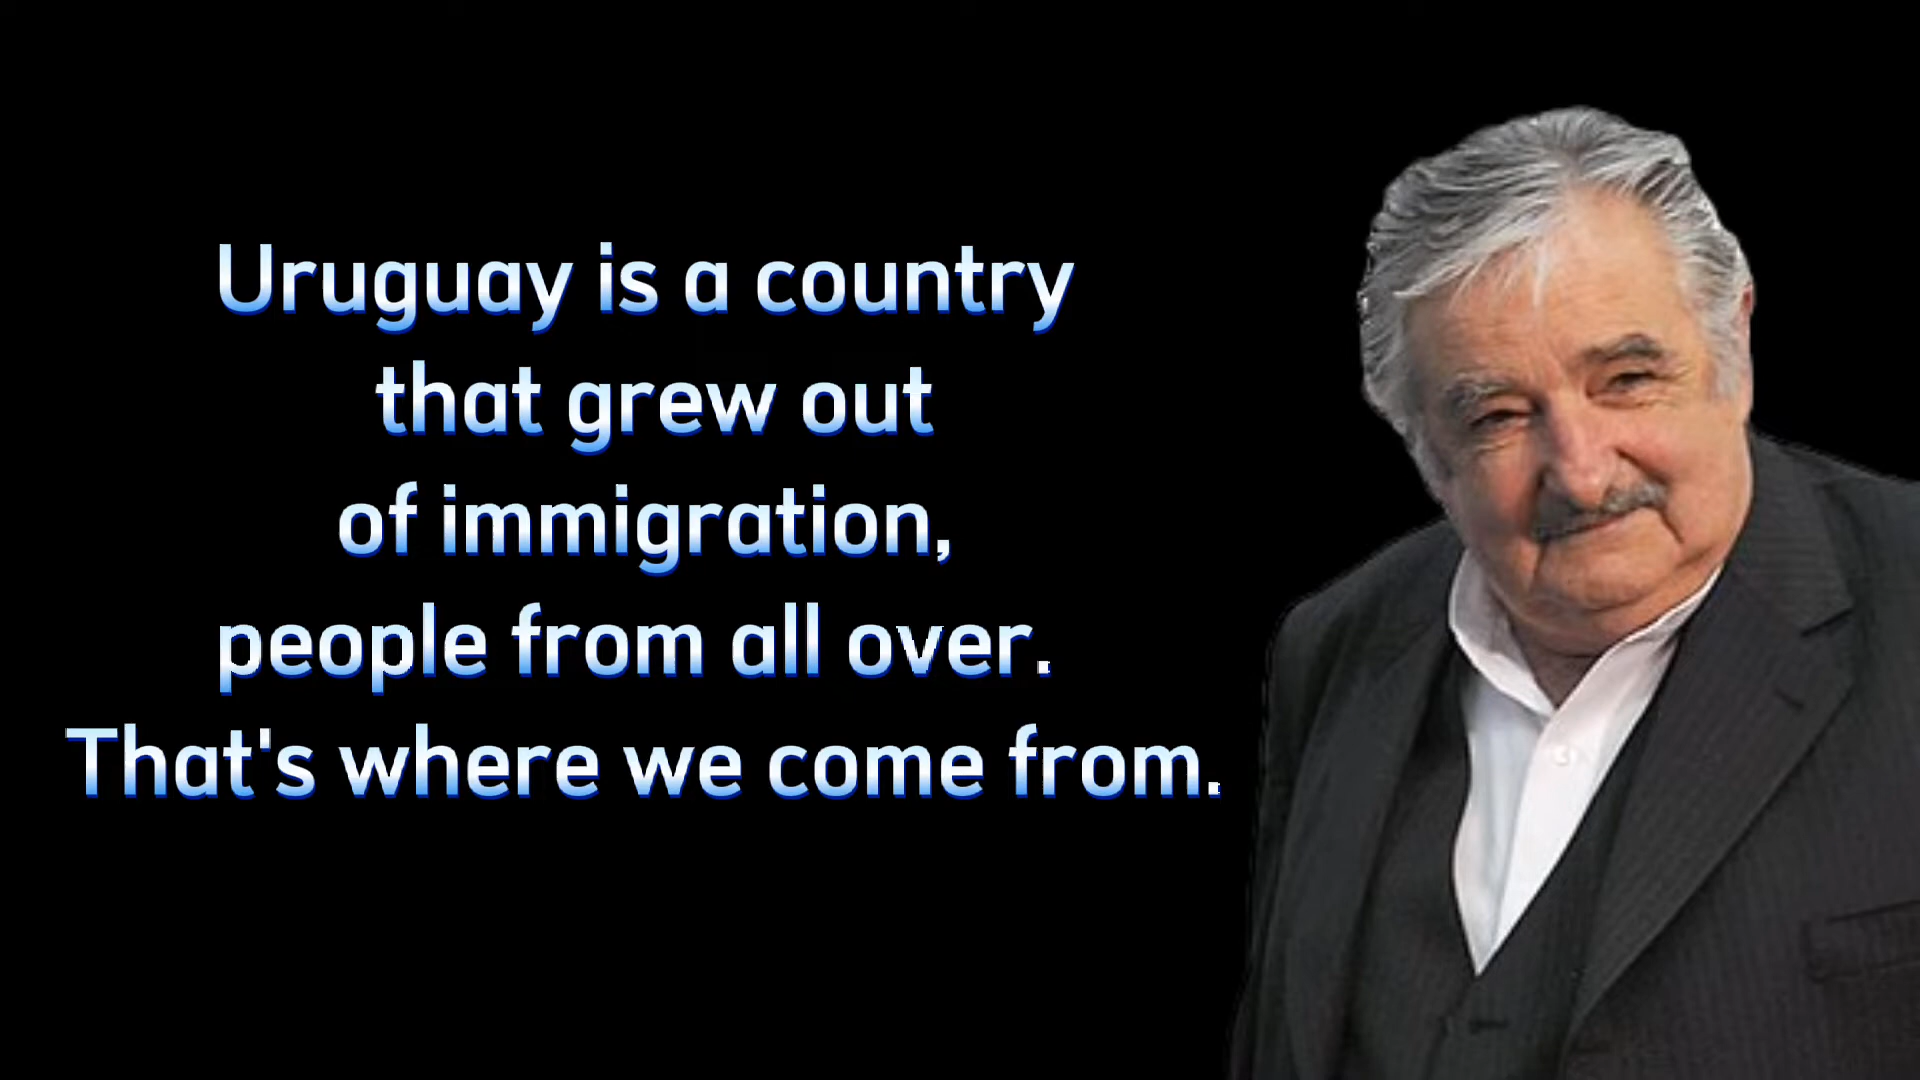 Uruguay is a country
that grew out
of immigration,
people from all over.
That's where we come from.